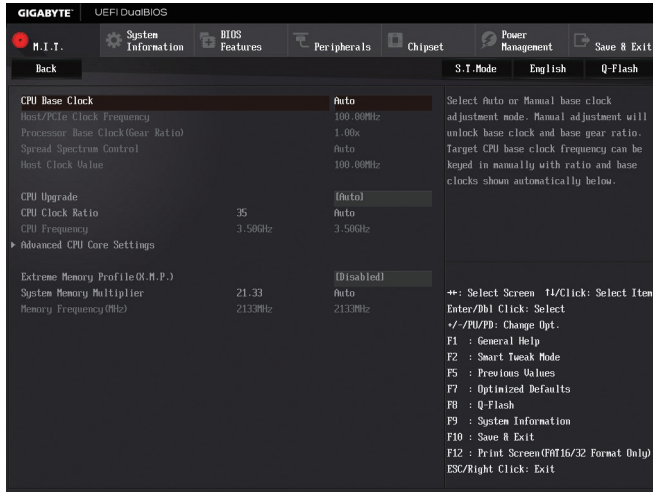 GIGABYTE™ UEFI DualBIOS
M.I.T.
System Information
BIOS Features
Peripherals
Chipset
Power Management
Save & Exit
Back
S.T.Mode English Q-Flash
CPU Base Clock Auto
Host/PCIe Clock Frequency 100.00MHz
Processor Base Clock(Gear Ratio) 1.00x
Spread Spectrum Control Auto
Host Clock Value 100.00MHz
CPU Upgrade [Auto]
CPU Clock Ratio 35 Auto
CPU Frequency 3.50GHz 3.50GHz
Advanced CPU Core Settings
Extreme Memory Profile(X.M.P.) [Disabled]
System Memory Multiplier 21.33 Auto
Memory Frequency(MHz) 2133MHz 2133MHz
Select Auto or Manual base clock
adjustment mode. Manual adjustment will
unlock base clock and base gear ratio.
Target CPU base clock frequency can be
keyed in manually with ratio and base
clocks shown automatically below.
→←: Select Screen ↑↓/Click: Select Item
Enter/Dbl Click: Select
+/-/PU/PD: Change Opt.
F1 : General Help
F2 : Smart Tweak Mode
F5 : Previous Values
F7 : Optimized Defaults
F8 : Q-Flash
F9 : System Information
F10 : Save & Exit
F12 : Print Screen(FAT16/32 Format Only)
ESC/Right Click: Exit